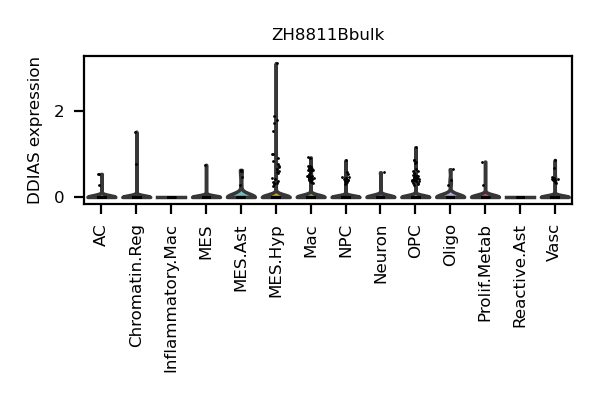 ZH8811Bbulk
DDIAS expression
2
0
AC
Chromatin.Reg
Inflammatory.Mac
MES
MES.Ast
MES.Hyp
Mac
NPC
Neuron
OPC
Oligo
Prolif.Metab
Reactive.Ast
Vasc